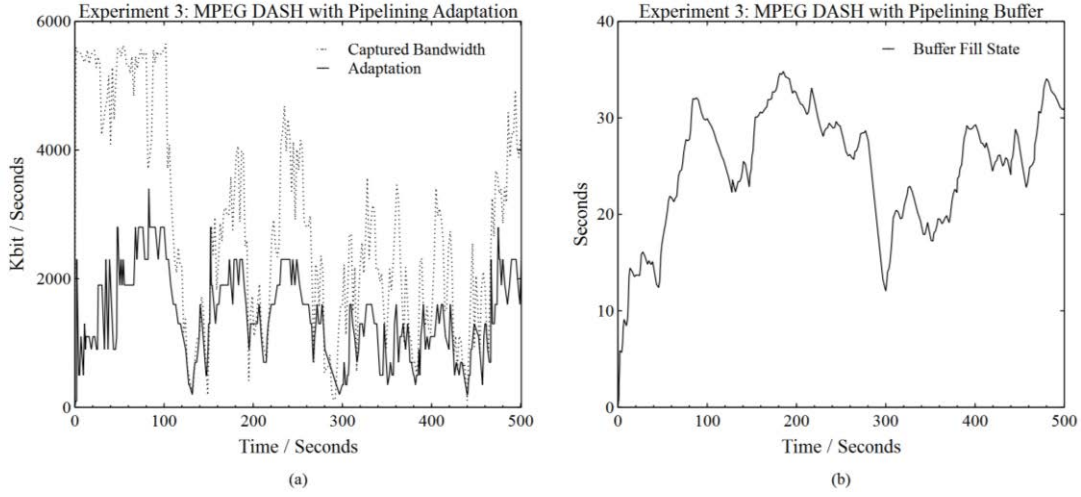 Experiment 3: MPEG DASH with Pipelining Adaptation
6000
4000
2000
0
Kbit / Seconds
Captured Bandwidth
Adaptation
0 100 200 300 400 500
Time / Seconds
(a)
Experiment 3: MPEG DASH with Pipelining Buffer
40
30
20
10
0
Seconds
Buffer Fill State
0 100 200 300 400 500
Time / Seconds
(b)